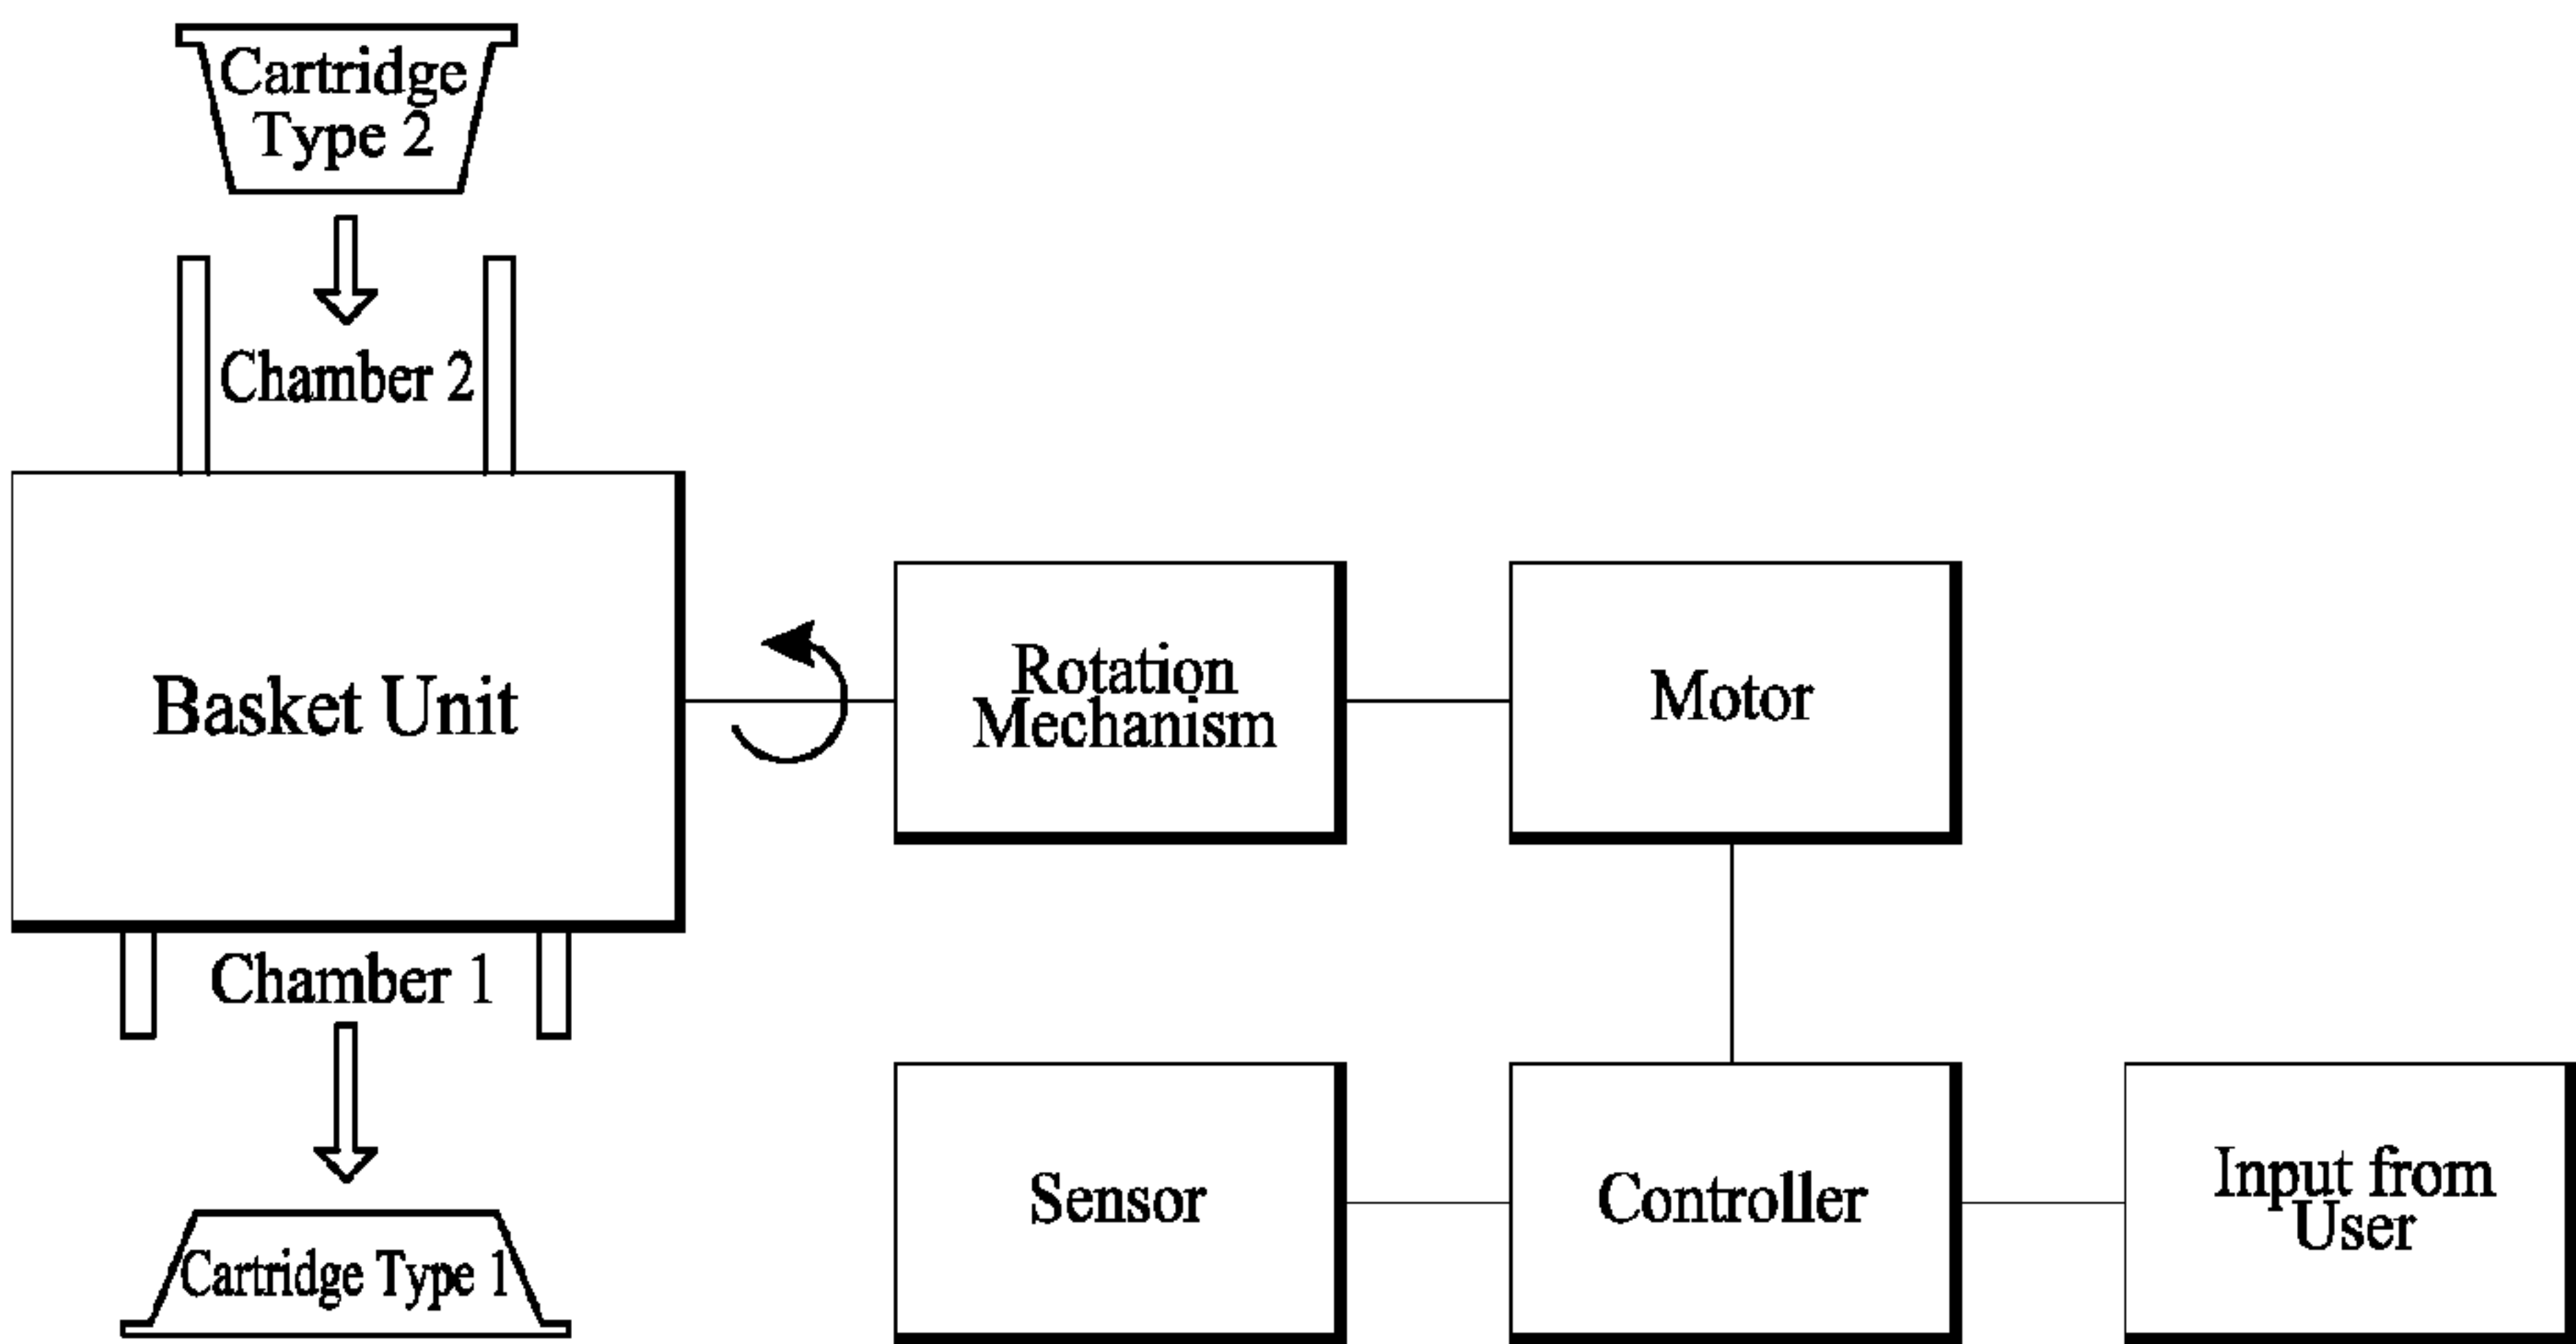 Cartridge
Type 2
Chamber 2
Basket Unit
Rotation
Mechanism
Motor
Chamber 1
Cartridge Type 1
Sensor
Controller
Input from
User